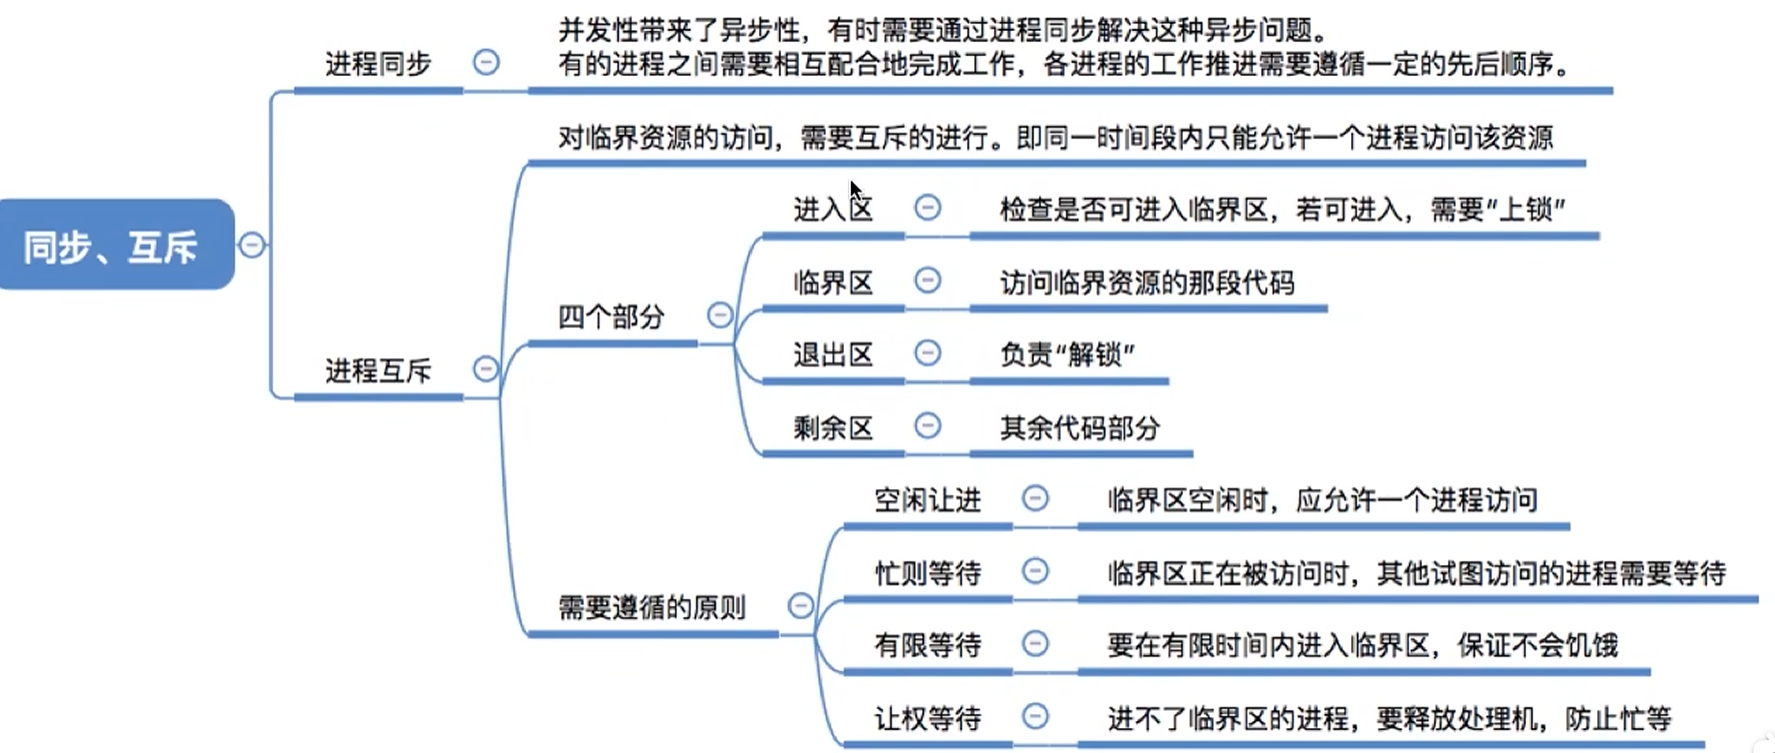 同步、互斥
进程同步
并发性带来了异步性，有时需要通过进程同步解决这种异步问题。
有的进程之间需要相互配合地完成工作，各进程的工作推进需要遵循一定的先后顺序。
进程互斥
对临界资源的访问，需要互斥的进行。即同一时间段内只能允许一个进程访问该资源
四个部分
进入区
检查是否可进入临界区，若可进入，需要“上锁”
临界区
访问临界资源的那段代码
退出区
负责“解锁”
剩余区
其余代码部分
需要遵循的原则
空闲让进
临界区空闲时，应允许一个进程访问
忙则等待
临界区正在被访问时，其他试图访问的进程需要等待
有限等待
要在有限时间内进入临界区，保证不会饥饿
让权等待
进不了临界区的进程，要释放处理机，防止忙等